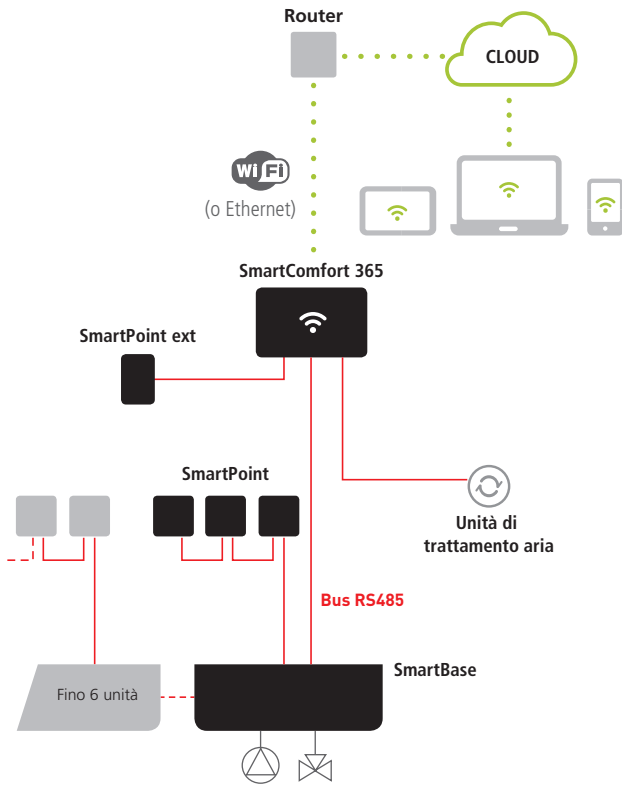 Router
CLOUD
WiFi
(o Ethernet)
SmartComfort 365
SmartPoint ext
SmartPoint
Unità di
trattamento aria
Bus RS485
SmartBase
Fino 6 unità